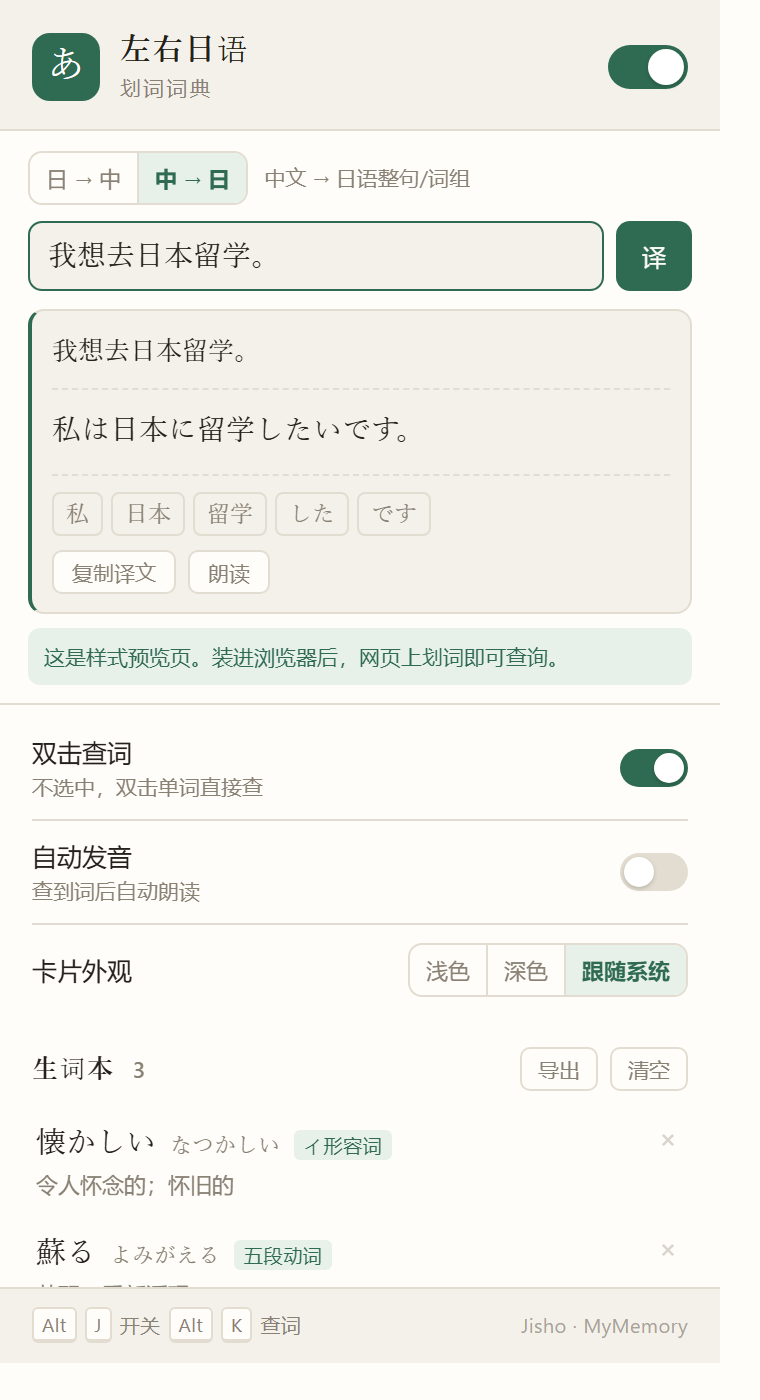 あ
左右日语
划词词典
日 → 中 中 → 日 中文 → 日语整句/词组
我想去日本留学。 译
我想去日本留学。
私は日本に留学したいです。
私 日本 留学 した です
复制译文 朗读
这是样式预览页。装进浏览器后，网页上划词即可查询。
双击查词
不选中，双击单词直接查
自动发音
查到词后自动朗读
卡片外观 浅色 深色 跟随系统
生词本 3 导出 清空
懐かしい なつかしい イ形容词 ×
令人怀念的；怀旧的
蘇る よみがえる 五段动词 ×
Alt J 开关 Alt K 查词 Jisho · MyMemory